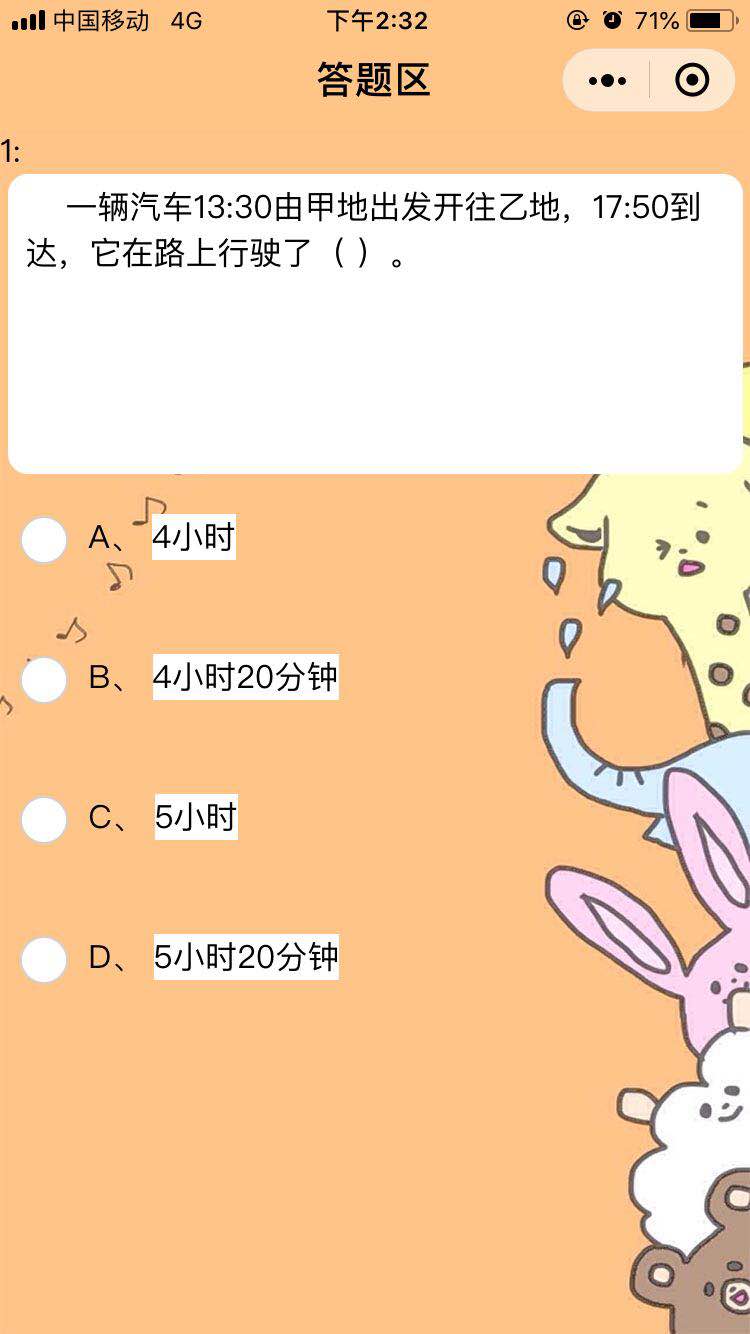 中国移动 4G 下午2:32 71%
答题区
1:
一辆汽车13:30由甲地出发开往乙地，17:50到
达，它在路上行驶了（ ）。
A、 4小时
B、 4小时20分钟
C、 5小时
D、 5小时20分钟